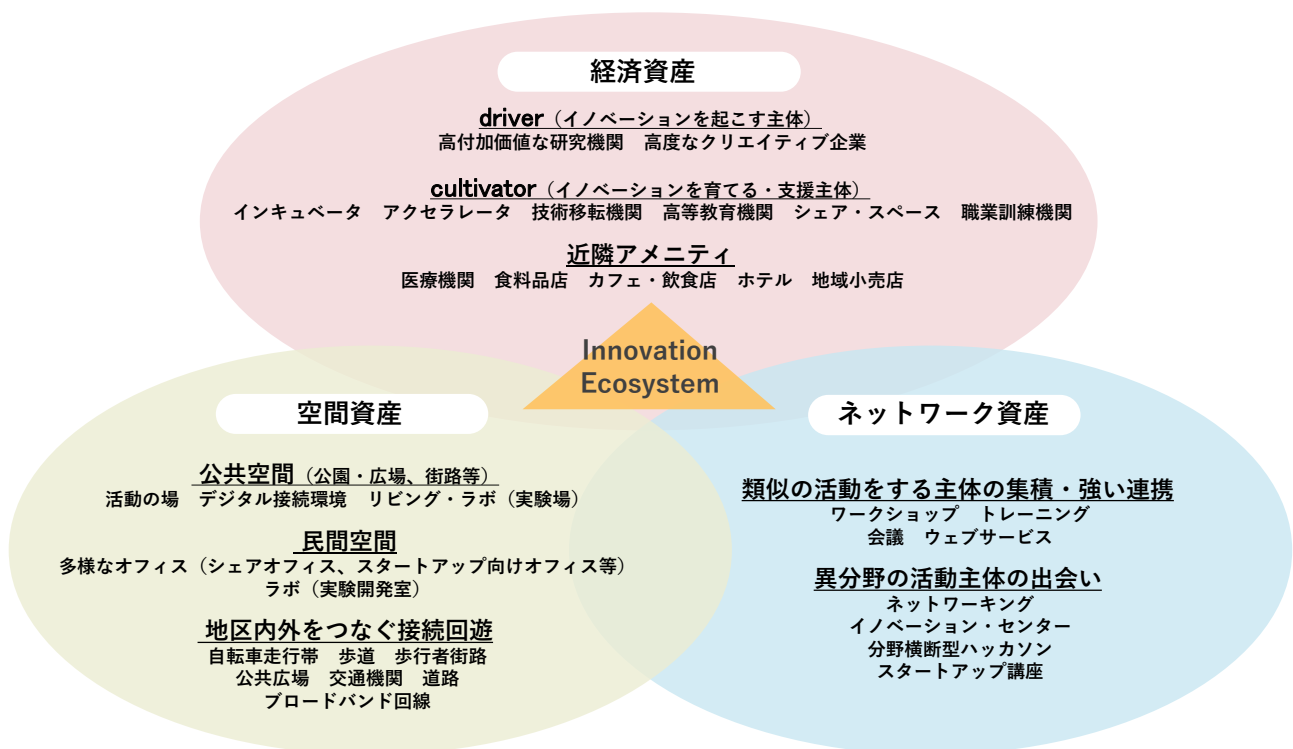 経済資産
driver（イノベーションを起こす主体）
高付加価値な研究機関　高度なクリエイティブ企業
cultivator（イノベーションを育てる・支援主体）
インキュベータ　アクセラレータ　技術移転機関　高等教育機関　シェア・スペース　職業訓練機関
近隣アメニティ
医療機関　食料品店　カフェ・飲食店　ホテル　地域小売店
Innovation
Ecosystem
空間資産
公共空間（公園・広場、街路等）
活動の場　デジタル接続環境　リビング・ラボ（実験場）
民間空間
多様なオフィス（シェアオフィス、スタートアップ向けオフィス等）
ラボ（実験開発室）
地区内外をつなぐ接続回遊
自転車走行帯　歩道　歩行者街路
公共広場　交通機関　道路
ブロードバンド回線
ネットワーク資産
類似の活動をする主体の集積・強い連携
ワークショップ　トレーニング
会議　ウェブサービス
異分野の活動主体の出会い
ネットワーキング
イノベーション・センター
分野横断型ハッカソン
スタートアップ講座